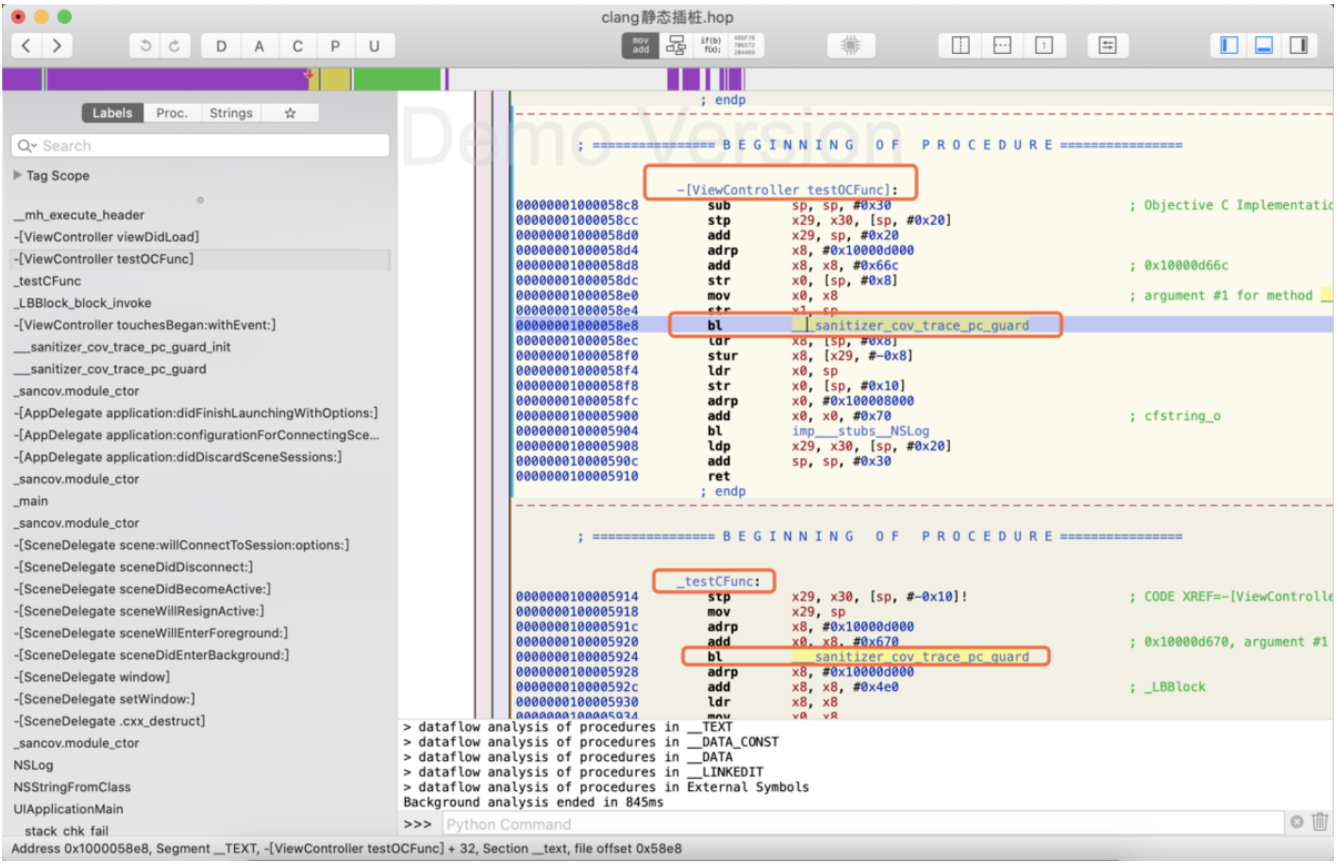 clang静态插桩.hop
D A C P U
mov add if(b) f(x);
Labels Proc. Strings
Search
Tag Scope
__mh_execute_header
-[ViewController viewDidLoad]
-[ViewController testOCFunc]
_testCFunc
_LBBlock_block_invoke
-[ViewController touchesBegan:withEvent:]
___sanitizer_cov_trace_pc_guard_init
___sanitizer_cov_trace_pc_guard
_sancov.module_ctor
-[AppDelegate application:didFinishLaunchingWithOptions:]
-[AppDelegate application:configurationForConnectingSce...
-[AppDelegate application:didDiscardSceneSessions:]
_sancov.module_ctor
_main
_sancov.module_ctor
-[SceneDelegate scene:willConnectToSession:options:]
-[SceneDelegate sceneDidDisconnect:]
-[SceneDelegate sceneDidBecomeActive:]
-[SceneDelegate sceneWillResignActive:]
-[SceneDelegate sceneWillEnterForeground:]
-[SceneDelegate sceneDidEnterBackground:]
-[SceneDelegate window]
-[SceneDelegate setWindow:]
-[SceneDelegate .cxx_destruct]
_sancov.module_ctor
NSLog
NSStringFromClass
UIApplicationMain
__stack_chk_fail
Demo Version
; endp
; ================ BEGINNING OF PROCEDURE ================
-[ViewController testOCFunc]:
00000001000058c8 sub sp, sp, #0x30 ; Objective C Implementatio
00000001000058cc stp x29, x30, [sp, #0x20]
00000001000058d0 add x29, sp, #0x20
00000001000058d4 adrp x8, #0x10000d000
00000001000058d8 add x8, x8, #0x66c ; 0x10000d66c
00000001000058dc str x0, [sp, #0x8]
00000001000058e0 mov x0, x8 ; argument #1 for method __
00000001000058e4 str x1, sp
00000001000058e8 bl ___sanitizer_cov_trace_pc_guard
00000001000058ec ldr x8, [sp, #0x8]
00000001000058f0 stur x8, [x29, #-0x8]
00000001000058f4 ldr x0, sp
00000001000058f8 str x0, [sp, #0x10]
00000001000058fc adrp x0, #0x100008000
0000000100005900 add x0, x0, #0x70 ; cfstring_o
0000000100005904 bl imp___stubs__NSLog
0000000100005908 ldp x29, x30, [sp, #0x20]
000000010000590c add sp, sp, #0x30
0000000100005910 ret
; endp
; ================ BEGINNING OF PROCEDURE ================
_testCFunc:
0000000100005914 stp x29, x30, [sp, #-0x10]! ; CODE XREF=-[ViewControlle
0000000100005918 mov x29, sp
000000010000591c adrp x8, #0x10000d000
0000000100005920 add x0, x8, #0x670 ; 0x10000d670, argument #1
0000000100005924 bl ___sanitizer_cov_trace_pc_guard
0000000100005928 adrp x8, #0x10000d000
000000010000592c add x8, x8, #0x4e0 ; _LBBlock
0000000100005930 ldr x8, x8
0000000100005934 mov x0, x8
> dataflow analysis of procedures in __TEXT
> dataflow analysis of procedures in __DATA_CONST
> dataflow analysis of procedures in __DATA
> dataflow analysis of procedures in __LINKEDIT
> dataflow analysis of procedures in External Symbols
Background analysis ended in 845ms
>>> Python Command
Address 0x1000058e8, Segment __TEXT, -[ViewController testOCFunc] + 32, Section __text, file offset 0x58e8